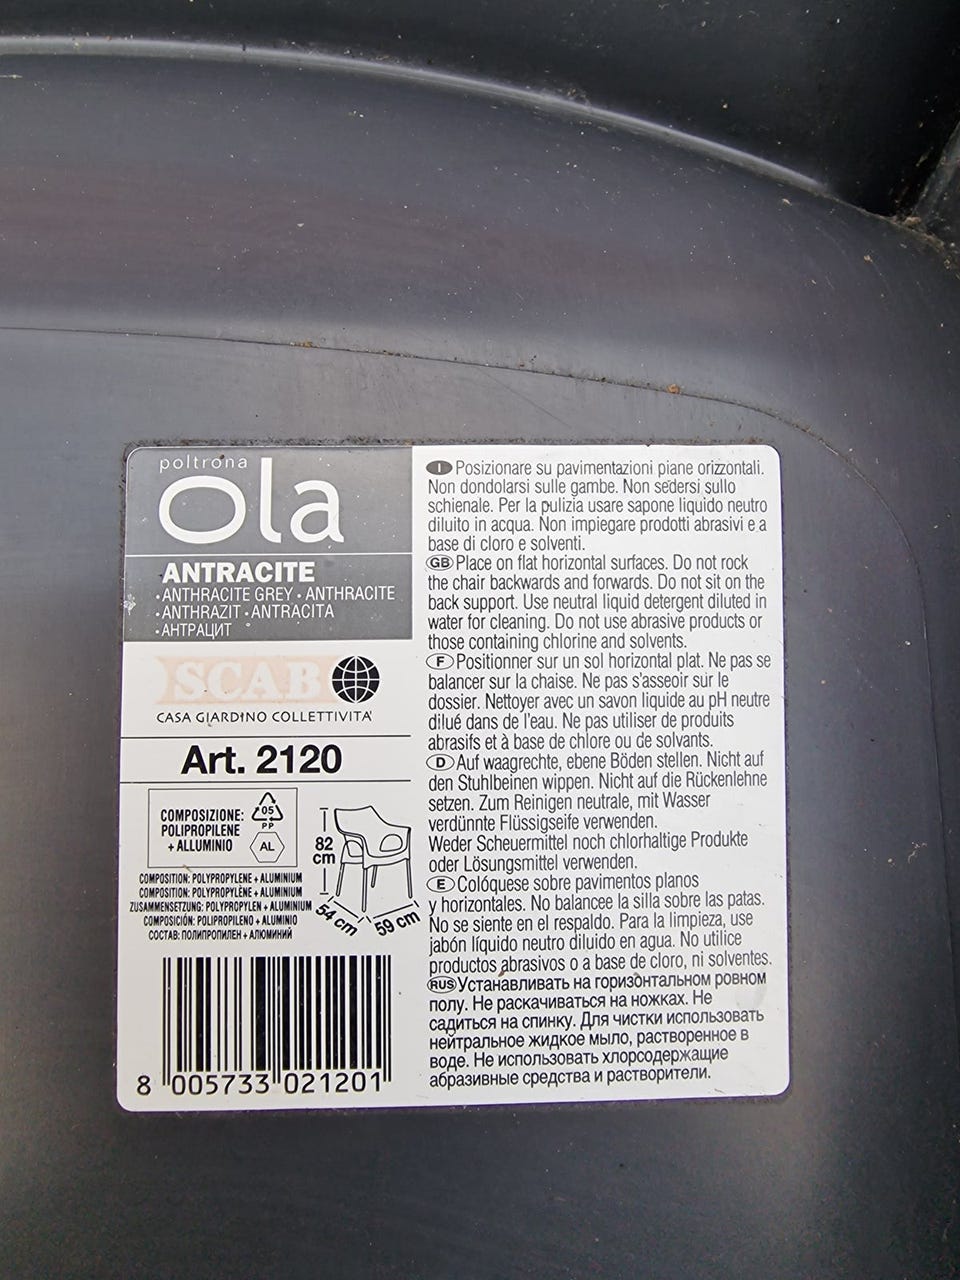 poltrona
Ola
ANTRACITE
•ANTHRACITE GREY • ANTHRACITE
•ANTHRAZIT • ANTRACITA
•АНТРАЦИТ
SCAB
CASA GIARDINO COLLETTIVITA'
Art. 2120
COMPOSIZIONE:
POLIPROPILENE
+ ALLUMINIO
05
PP
AL
COMPOSITION: POLYPROPYLENE + ALUMINIUM
COMPOSITION: POLYPROPYLÈNE + ALUMINIUM
ZUSAMMENSETZUNG: POLYPROPYLEN + ALUMINIUM
COMPOSICIÓN: POLIPROPILENO + ALUMINIO
СОСТАВ: ПОЛИПРОПИЛЕН + АЛЮМИНИЙ
82
cm
54 cm
59 cm
8 005733 021201
I Posizionare su pavimentazioni piane orizzontali.
Non dondolarsi sulle gambe. Non sedersi sullo
schienale. Per la pulizia usare sapone liquido neutro
diluito in acqua. Non impiegare prodotti abrasivi e a
base di cloro e solventi.
GB Place on flat horizontal surfaces. Do not rock
the chair backwards and forwards. Do not sit on the
back support. Use neutral liquid detergent diluted in
water for cleaning. Do not use abrasive products or
those containing chlorine and solvents.
F Positionner sur un sol horizontal plat. Ne pas se
balancer sur la chaise. Ne pas s'asseoir sur le
dossier. Nettoyer avec un savon liquide au pH neutre
dilué dans de l'eau. Ne pas utiliser de produits
abrasifs et à base de chlore ou de solvants.
D Auf waagrechte, ebene Böden stellen. Nicht auf
den Stuhlbeinen wippen. Nicht auf die Rückenlehne
setzen. Zum Reinigen neutrale, mit Wasser
verdünnte Flüssigseife verwenden.
Weder Scheuermittel noch chlorhaltige Produkte
oder Lösungsmittel verwenden.
E Colóquese sobre pavimentos planos
y horizontales. No balancee la silla sobre las patas.
No se siente en el respaldo. Para la limpieza, use
jabón líquido neutro diluido en agua. No utilice
productos abrasivos o a base de cloro, ni solventes.
RUS Устанавливать на горизонтальном ровном
полу. Не раскачиваться на ножках. Не
садиться на спинку. Для чистки использовать
нейтральное жидкое мыло, растворенное в
воде. Не использовать хлорсодержащие
абразивные средства и растворители.